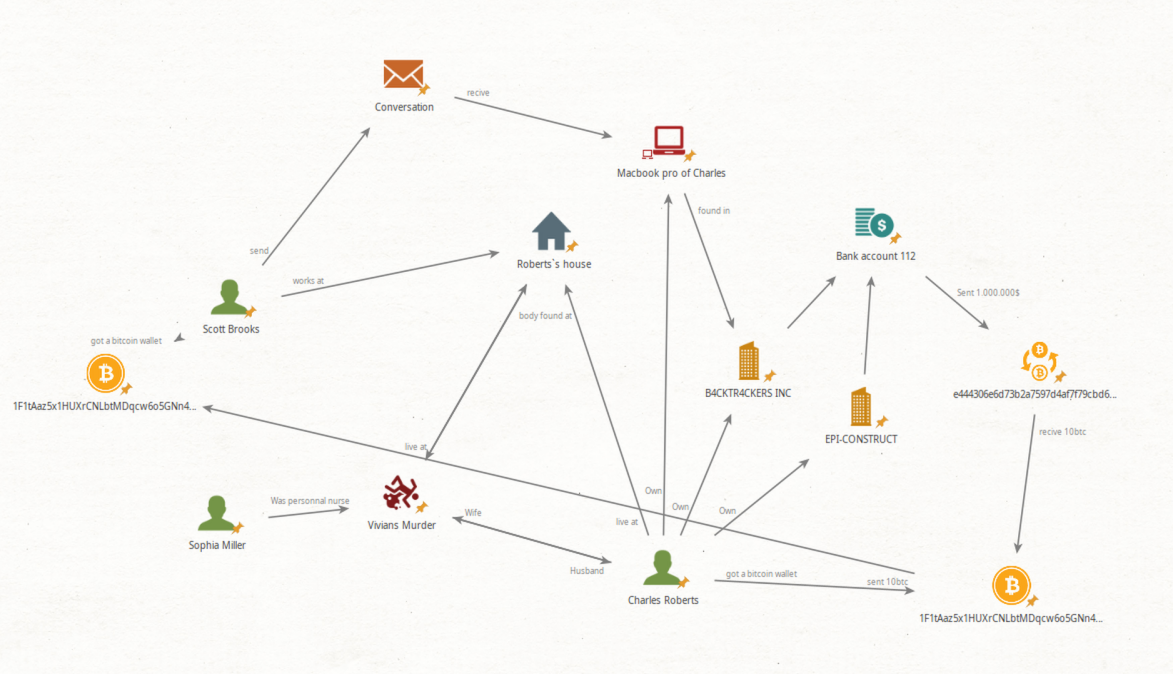 Conversation
recive
Macbook pro of Charles
found in
Roberts`s house
Bank account 112
send
works at
Sent 1.000.000$
body found at
Scott Brooks
got a bitcoin wallet
B4CKTR4CKERS INC
e444306e6d73b2a7597d4af7f79cbd6...
1F1tAaz5x1HUXrCNLbtMDqcw6o5GNn4...
EPI-CONSTRUCT
recive 10btc
live at
Own
Was personnal nurse
Own
Wife
Own
Vivians Murder
live at
Sophia Miller
Husband
got a bitcoin wallet
sent 10btc
Charles Roberts
1F1tAaz5x1HUXrCNLbtMDqcw6o5GNn4...